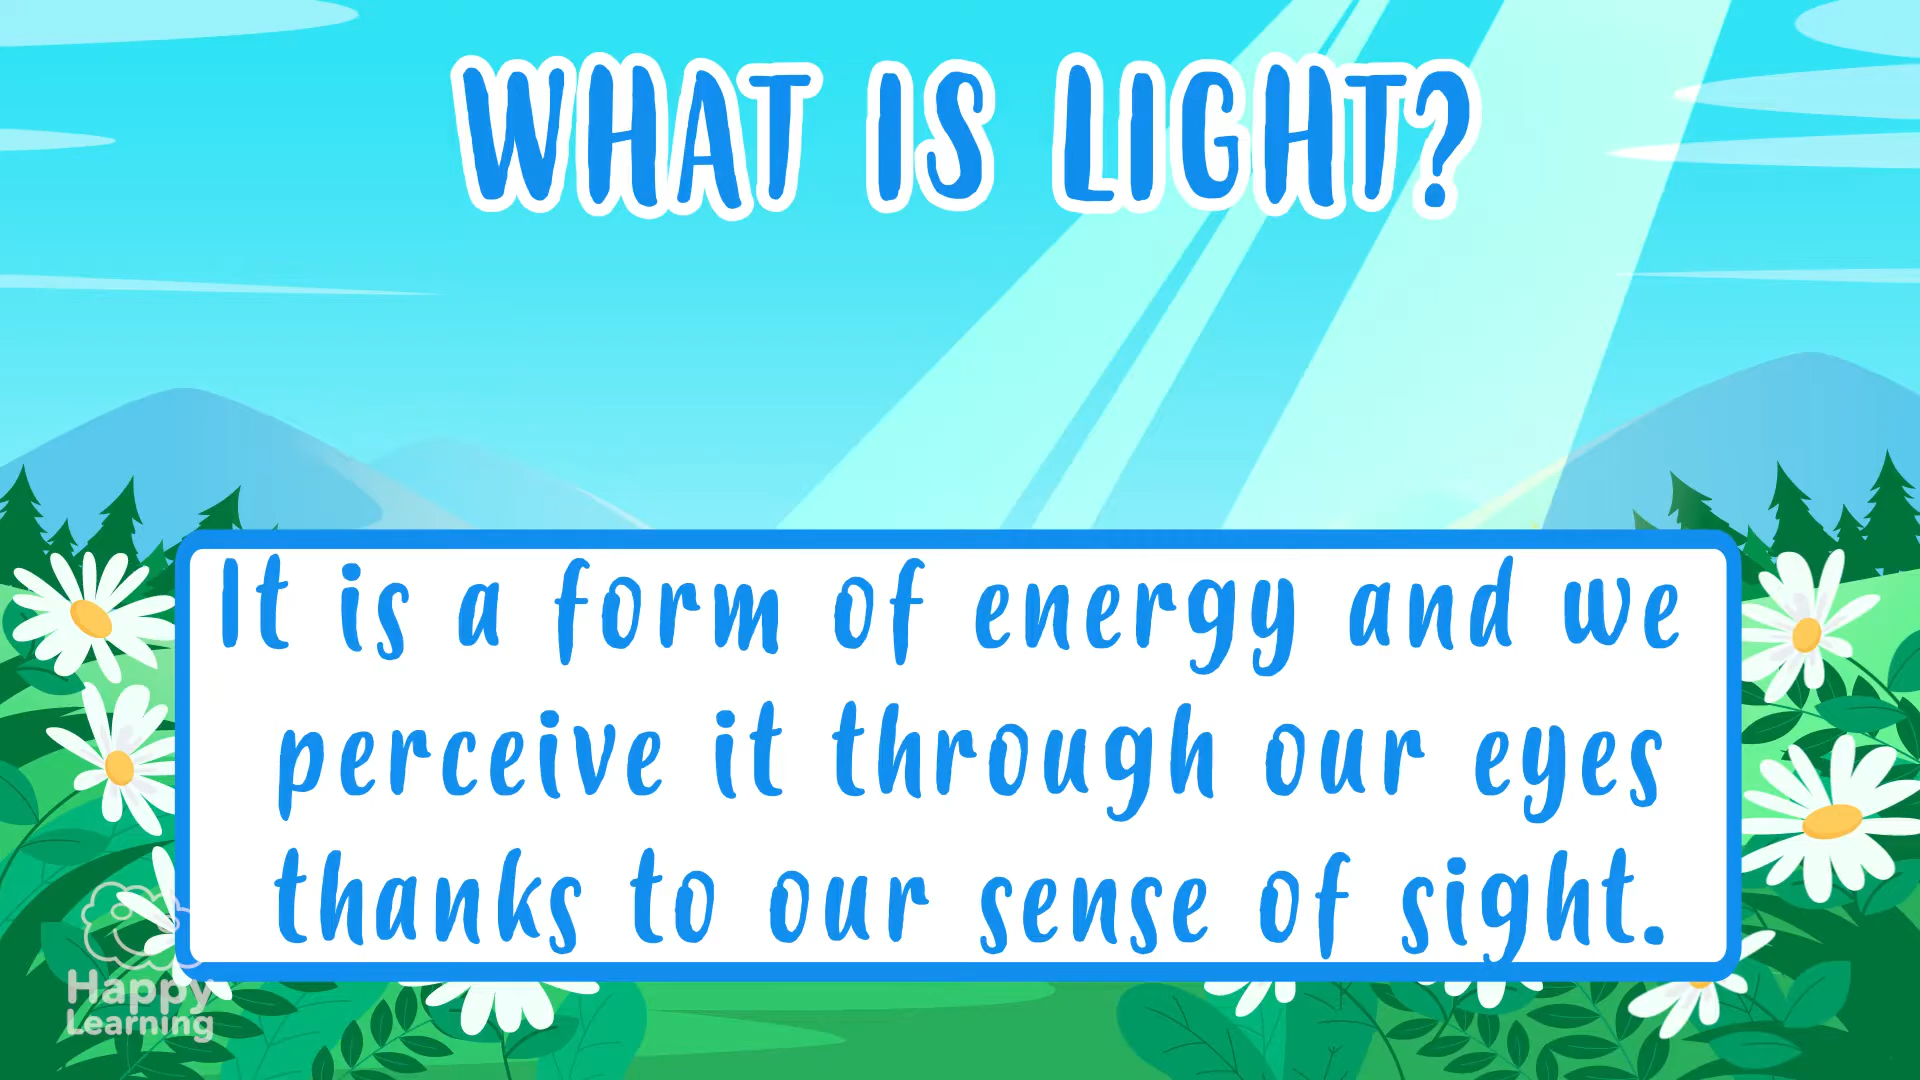 WHAT IS LIGHT?
It is a form of energy and we
perceive it through our eyes
thanks to our sense of sight.
Happy
Learning